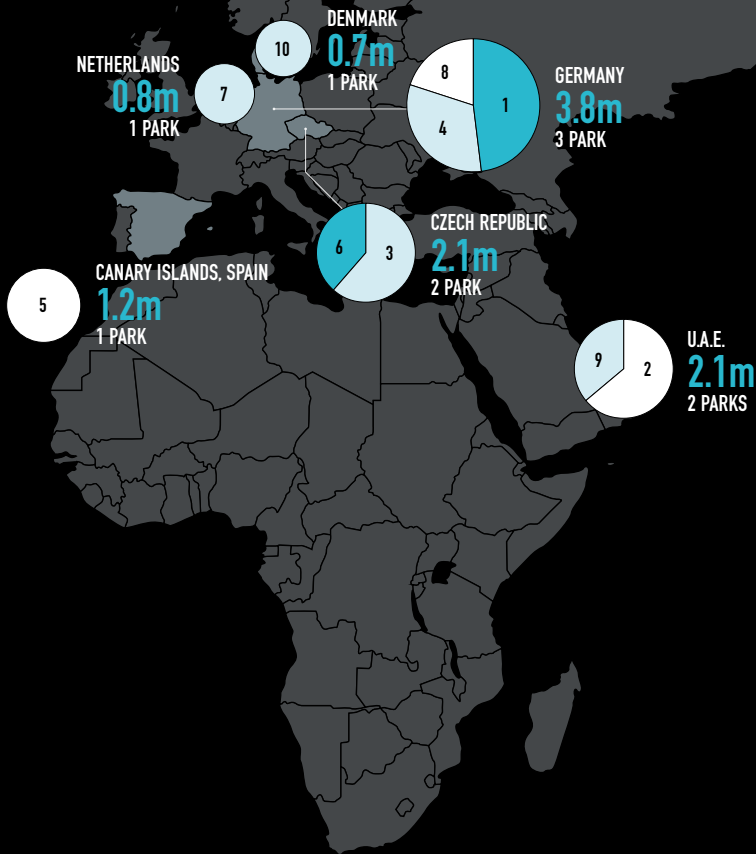 DENMARK
0.7m
1 PARK
10
NETHERLANDS
0.8m
1 PARK
7
GERMANY
3.8m
3 PARK
8
4
1
CZECH REPUBLIC
2.1m
2 PARK
6
3
CANARY ISLANDS, SPAIN
1.2m
1 PARK
5
U.A.E.
2.1m
2 PARKS
9
2